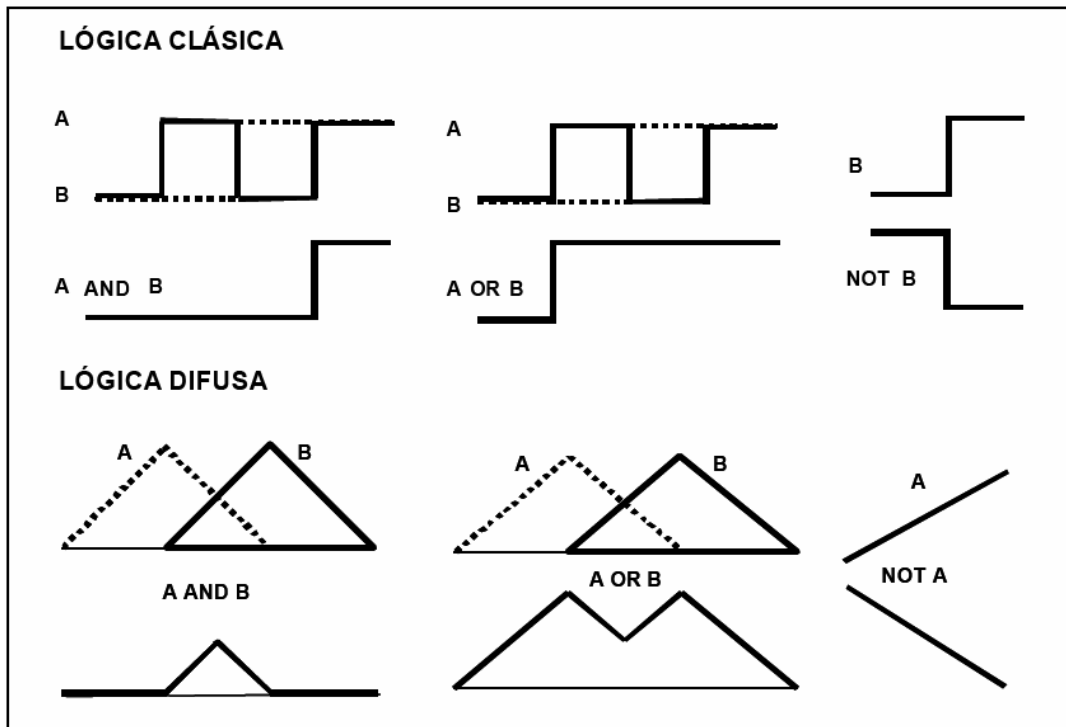 LÓGICA CLÁSICA
A
B
A AND B
A
B
A OR B
B
NOT B
LÓGICA DIFUSA
A B
A AND B
A B
A OR B
A
NOT A